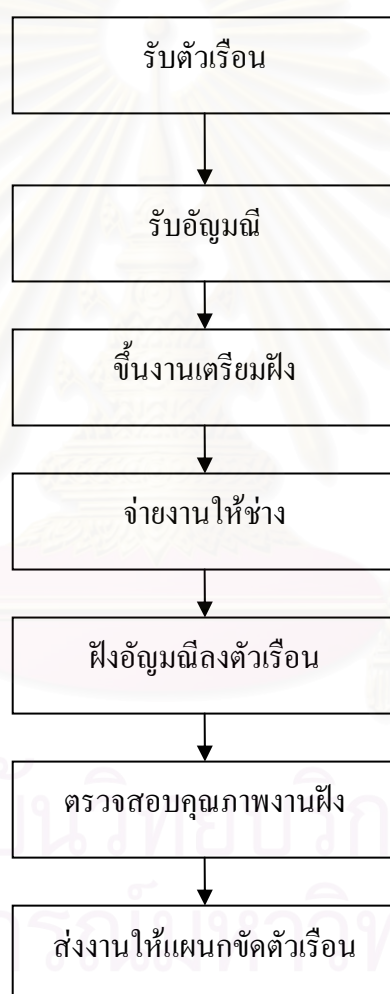 รับตัวเรือน
รับอัญมณี
ขึ้นงานเตรียมฝัง
จ่ายงานให้ช่าง
ฝังอัญมณีลงตัวเรือน
ตรวจสอบคุณภาพงานฝัง
ส่งงานให้แผนกขัดตัวเรือน